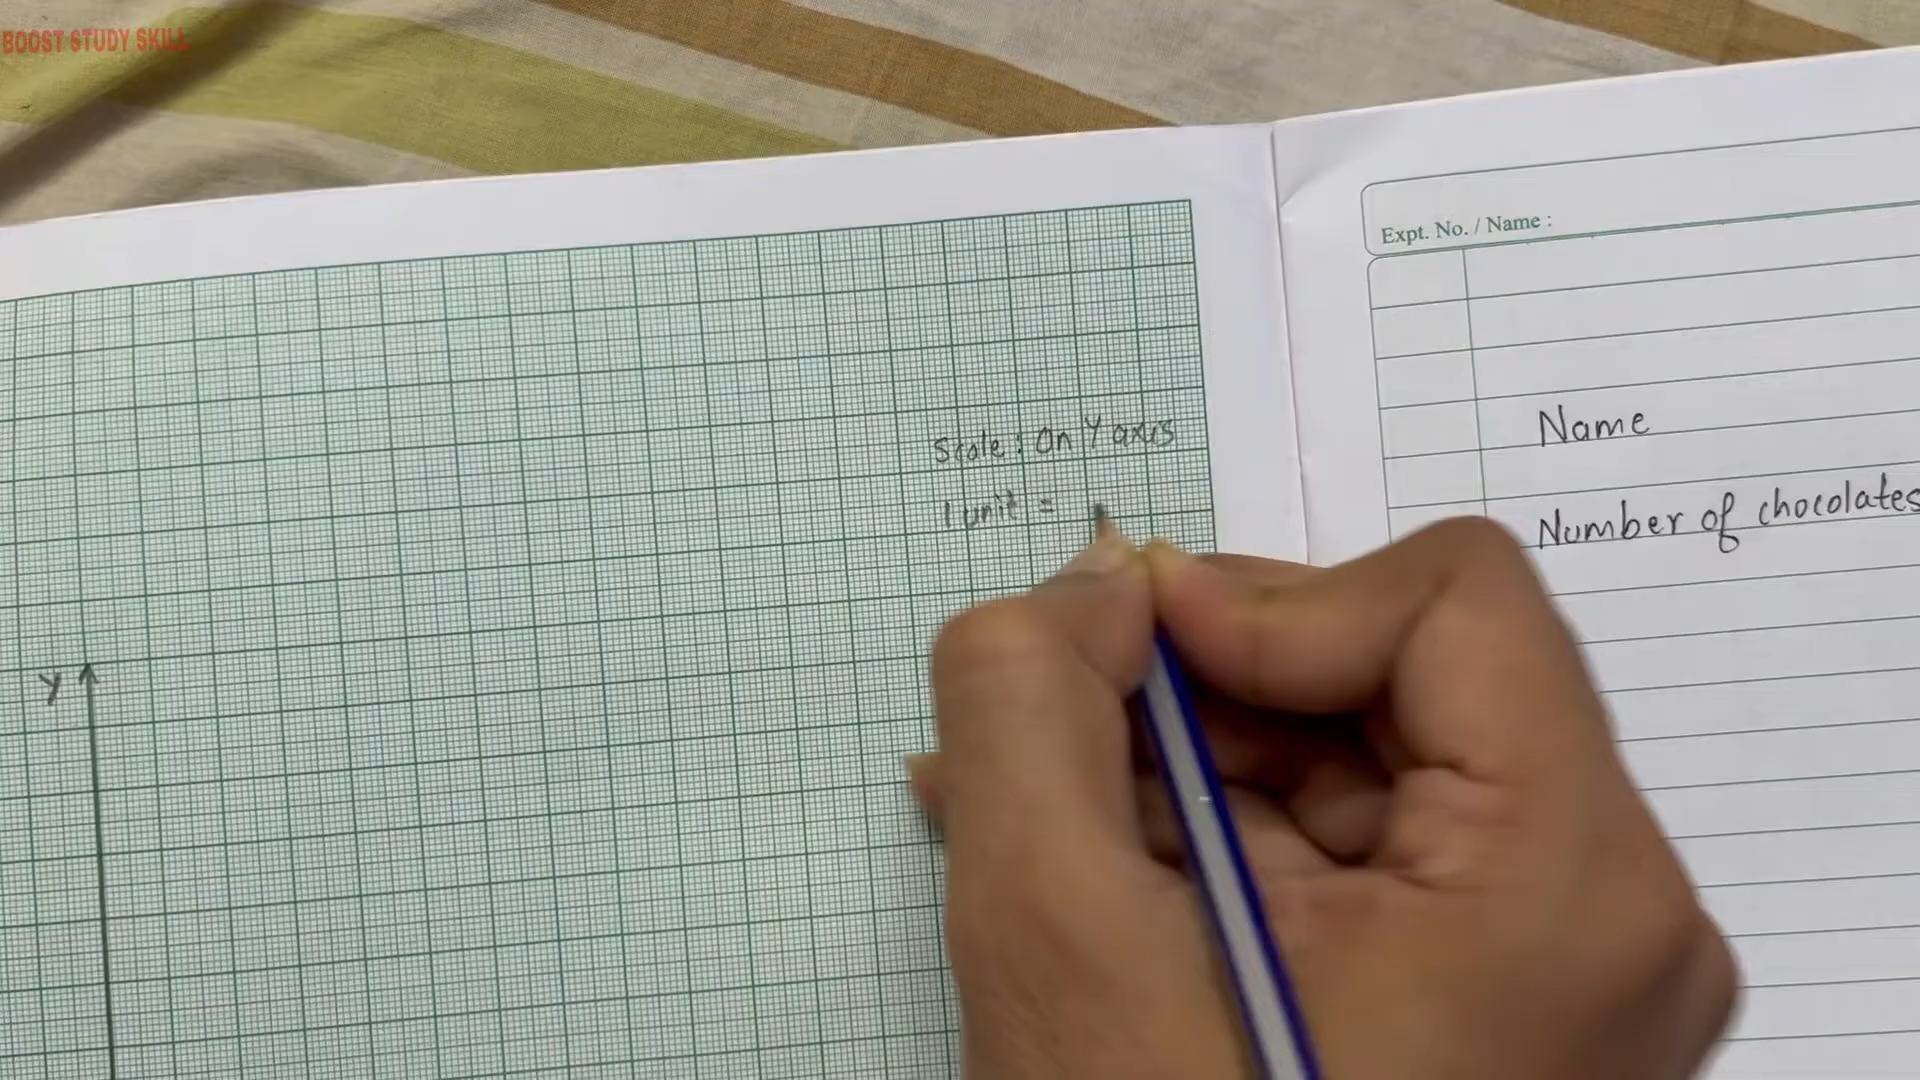 BOOST STUDY SKILL
Scale: on Y axis
1 unit =
Y
Expt. No. / Name :
Name
Number of chocolates